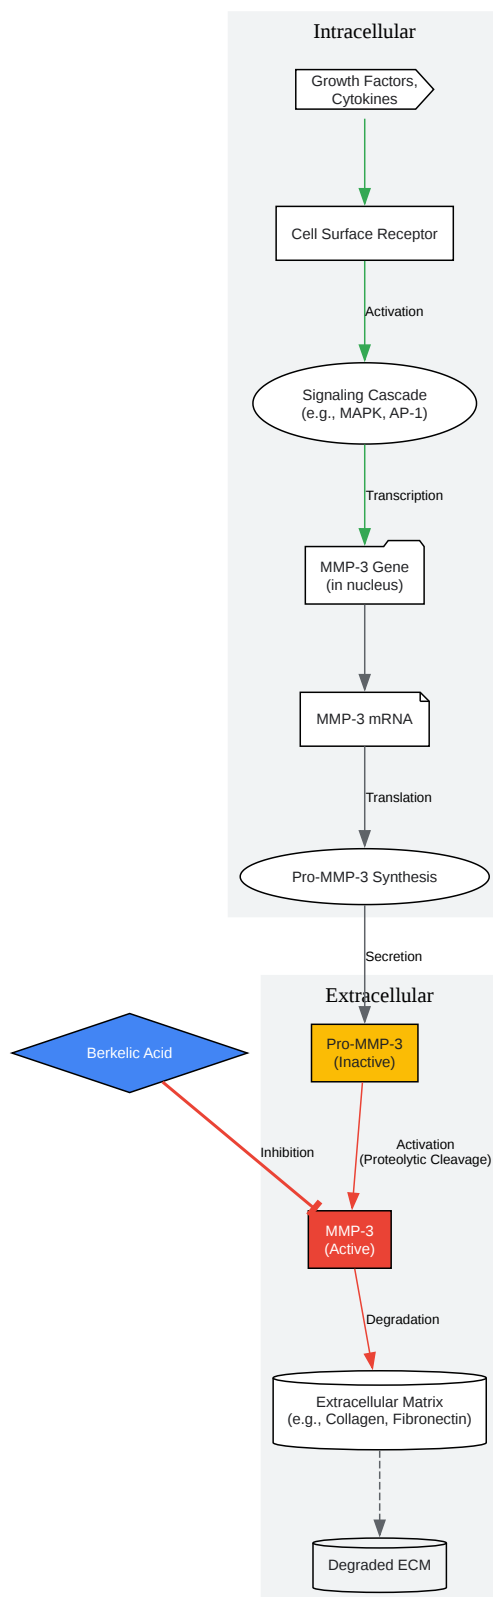 Intracellular
Growth Factors,
Cytokines
Cell Surface Receptor
Activation
Signaling Cascade
(e.g., MAPK, AP-1)
Transcription
MMP-3 Gene
(in nucleus)
MMP-3 mRNA
Translation
Pro-MMP-3 Synthesis
Secretion
Extracellular
Pro-MMP-3
(Inactive)
Berkelic Acid
Activation
(Proteolytic Cleavage)
Inhibition
MMP-3
(Active)
Degradation
Extracellular Matrix
(e.g., Collagen, Fibronectin)
Degraded ECM